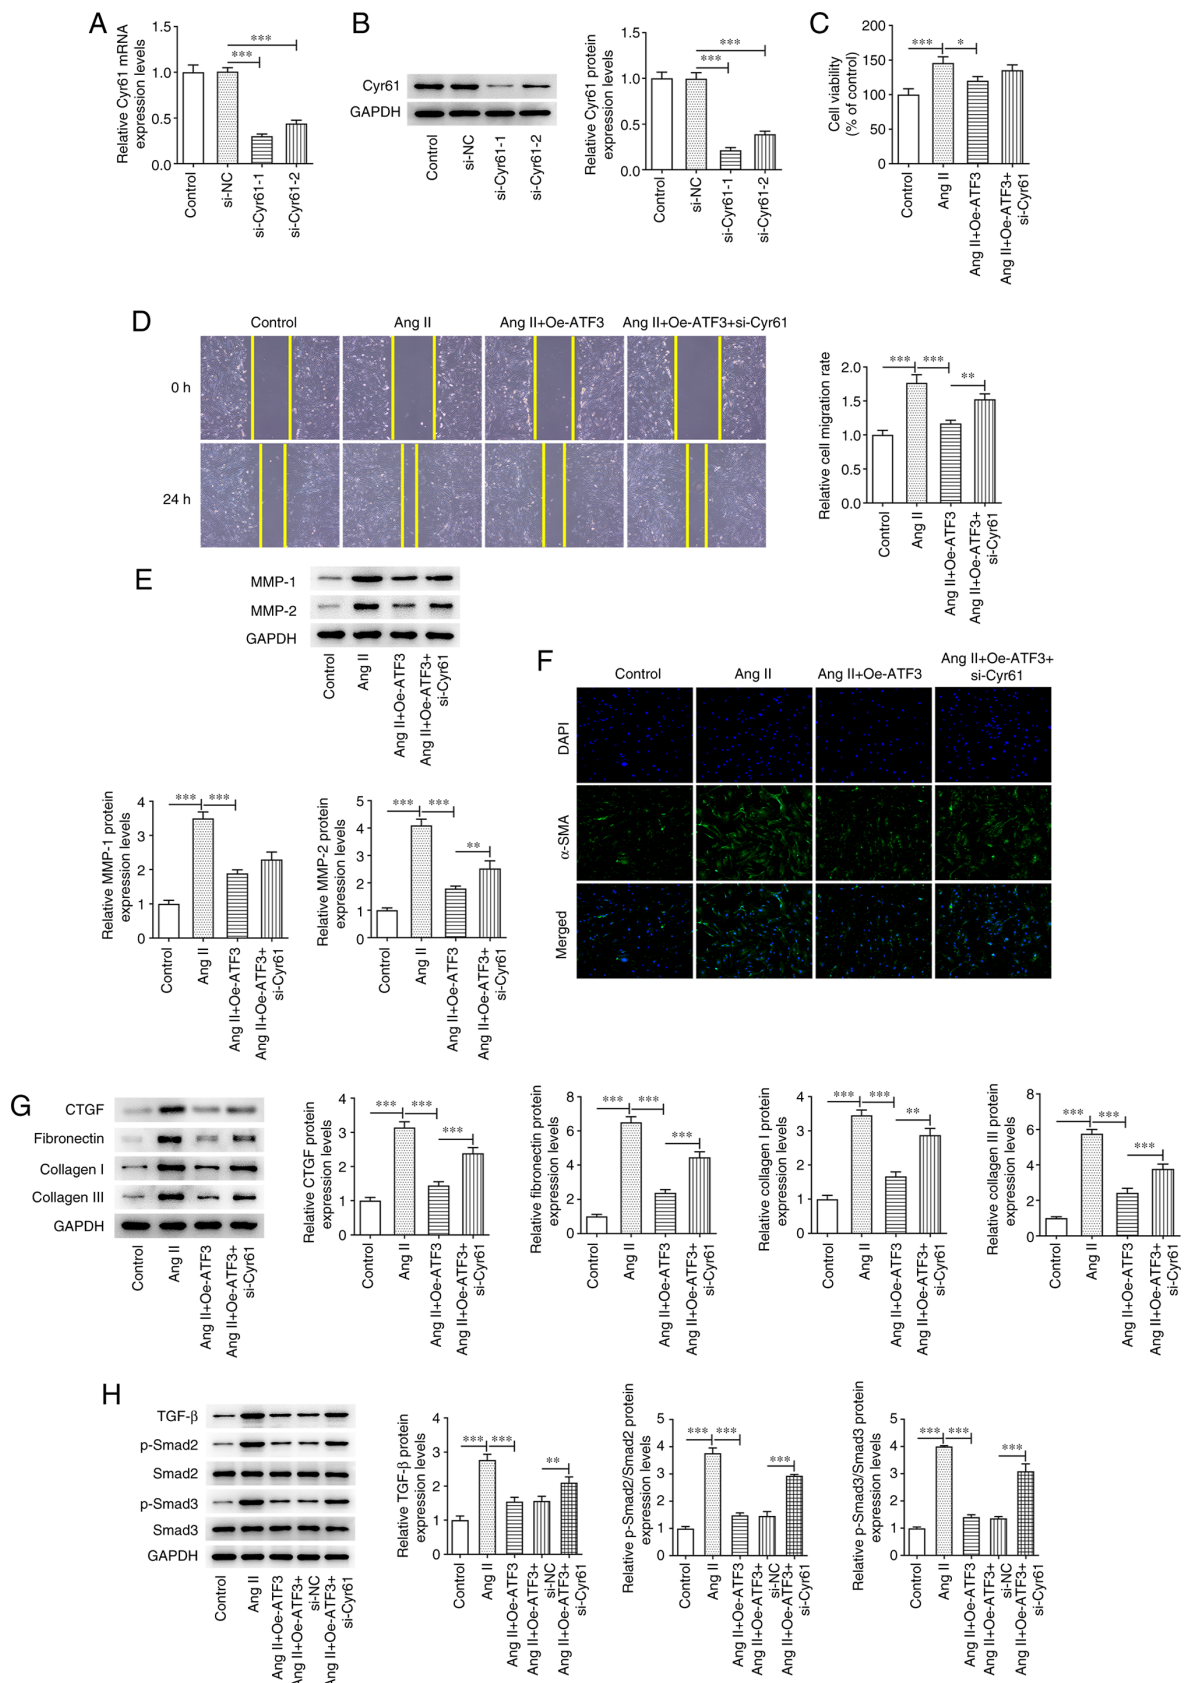 A
Relative Cyr61 mRNA
expression levels
1.5
1.0
0.5
0.0
***
***
Control
si-NC
si-Cyr61-1
si-Cyr61-2
B
Cyr61
GAPDH
Control
si-NC
si-Cyr61-1
si-Cyr61-2
Relative Cyr61 protein
expression levels
1.5
1.0
0.5
0.0
***
***
Control
si-NC
si-Cyr61-1
si-Cyr61-2
C
Cell viability
(% of control)
200
150
100
50
0
***
*
Control
Ang II
Ang II+Oe-ATF3
Ang II+Oe-ATF3+
si-Cyr61
D
Control
Ang II
Ang II+Oe-ATF3
Ang II+Oe-ATF3+si-Cyr61
0 h
24 h
Relative cell migration rate
2.0
1.5
1.0
0.5
0.0
***
***
**
Control
Ang II
Ang II+Oe-ATF3
Ang II+Oe-ATF3+
si-Cyr61
E
MMP-1
MMP-2
GAPDH
Control
Ang II
Ang II+Oe-ATF3
Ang II+Oe-ATF3+
si-Cyr61
Relative MMP-1 protein
expression levels
4
3
2
1
0
***
***
Control
Ang II
Ang II+Oe-ATF3
Ang II+Oe-ATF3+
si-Cyr61
Relative MMP-2 protein
expression levels
5
4
3
2
1
0
***
***
**
Control
Ang II
Ang II+Oe-ATF3
Ang II+Oe-ATF3+
si-Cyr61
F
Control
Ang II
Ang II+Oe-ATF3
Ang II+Oe-ATF3+
si-Cyr61
DAPI
α-SMA
Merged
G
CTGF
Fibronectin
Collagen I
Collagen III
GAPDH
Control
Ang II
Ang II+Oe-ATF3
Ang II+Oe-ATF3+
si-Cyr61
Relative CTGF protein
expression levels
4
3
2
1
0
***
***
***
Control
Ang II
Ang II+Oe-ATF3
Ang II+Oe-ATF3+
si-Cyr61
Relative fibronectin protein
expression levels
8
6
4
2
0
***
***
***
Control
Ang II
Ang II+Oe-ATF3
Ang II+Oe-ATF3+
si-Cyr61
Relative collagen I protein
expression levels
4
3
2
1
0
***
***
**
Control
Ang II
Ang II+Oe-ATF3
Ang II+Oe-ATF3+
si-Cyr61
Relative collagen III protein
expression levels
8
6
4
2
0
***
***
***
Control
Ang II
Ang II+Oe-ATF3
Ang II+Oe-ATF3+
si-Cyr61
H
TGF-β
p-Smad2
Smad2
p-Smad3
Smad3
GAPDH
Control
Ang II
Ang II+Oe-ATF3
Ang II+Oe-ATF3+
si-NC
Ang II+Oe-ATF3+
si-Cyr61
Relative TGF-β protein
expression levels
4
3
2
1
0
***
***
**
Control
Ang II
Ang II+Oe-ATF3
Ang II+Oe-ATF3+
si-NC
Ang II+Oe-ATF3+
si-Cyr61
Relative p-Smad2/Smad2 protein
expression levels
5
4
3
2
1
0
***
***
***
Control
Ang II
Ang II+Oe-ATF3
Ang II+Oe-ATF3+
si-NC
Ang II+Oe-ATF3+
si-Cyr61
Relative p-Smad3/Smad3 protein
expression levels
5
4
3
2
1
0
***
***
***
Control
Ang II
Ang II+Oe-ATF3
Ang II+Oe-ATF3+
si-NC
Ang II+Oe-ATF3+
si-Cyr61